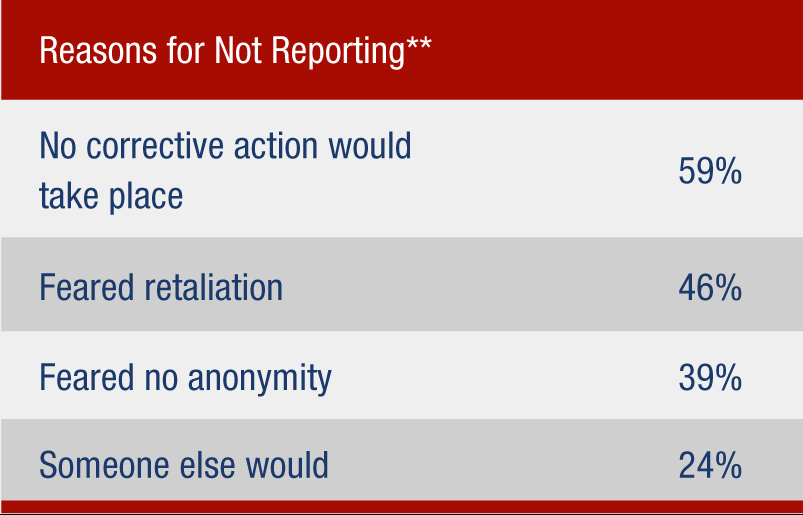 Reasons for Not Reporting**
No corrective action would
take place
59%
Feared retaliation
46%
Feared no anonymity
39%
Someone else would
24%